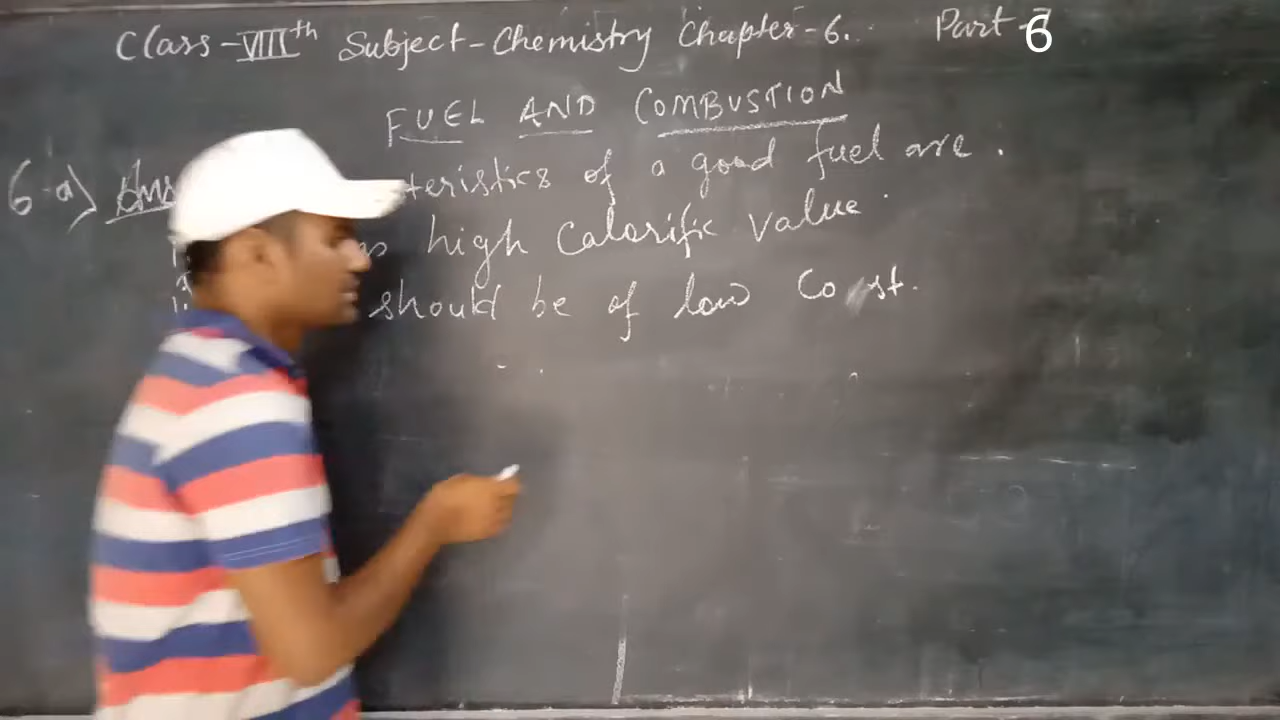 Class-VIIIth Subject-Chemistry Chapter-6. Part-6
FUEL AND COMBUSTION
6-a) Ans teristics of a good fuel are.
high Calorific Value.
should be of low Cost.